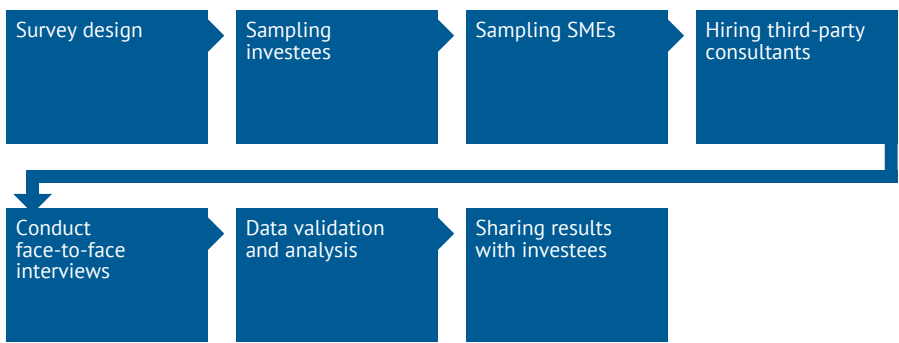 Survey design
Sampling
investees
Sampling SMEs
Hiring third-party
consultants
Conduct
face-to-face
interviews
Data validation
and analysis
Sharing results
with investees